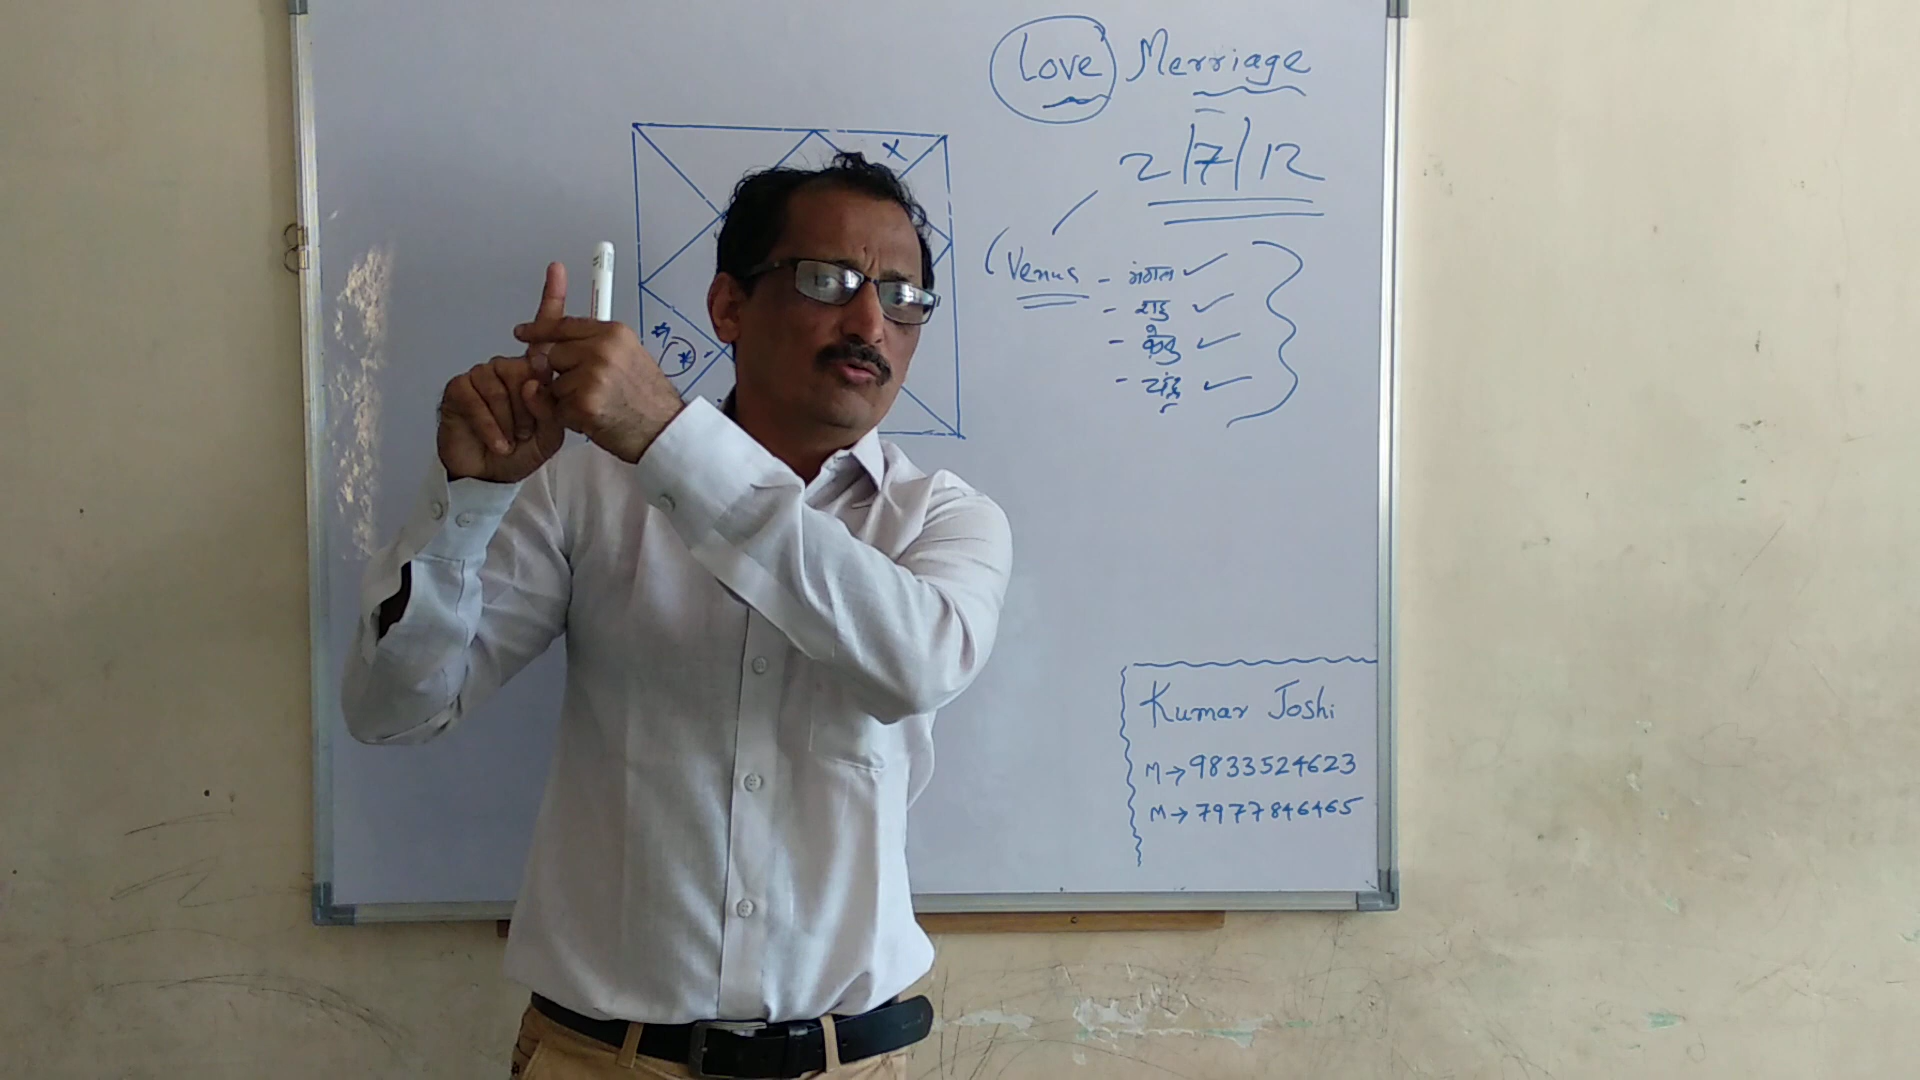 Love Merriage
2/7/12
x
(Venus - मंगल ✓
- राहु ✓
- केतु ✓
- चंद्र ✓
Kumar Joshi
M→9833524623
M→7977846465